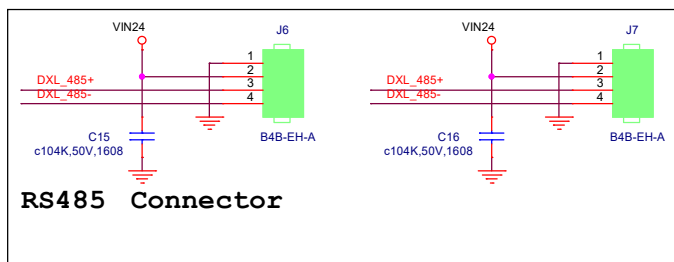 VIN24
J6
1
2
3
4
DXL_485+
DXL_485-
C15
c104K,50V,1608
B4B-EH-A
VIN24
J7
1
2
3
4
DXL_485+
DXL_485-
C16
c104K,50V,1608
B4B-EH-A
RS485 Connector